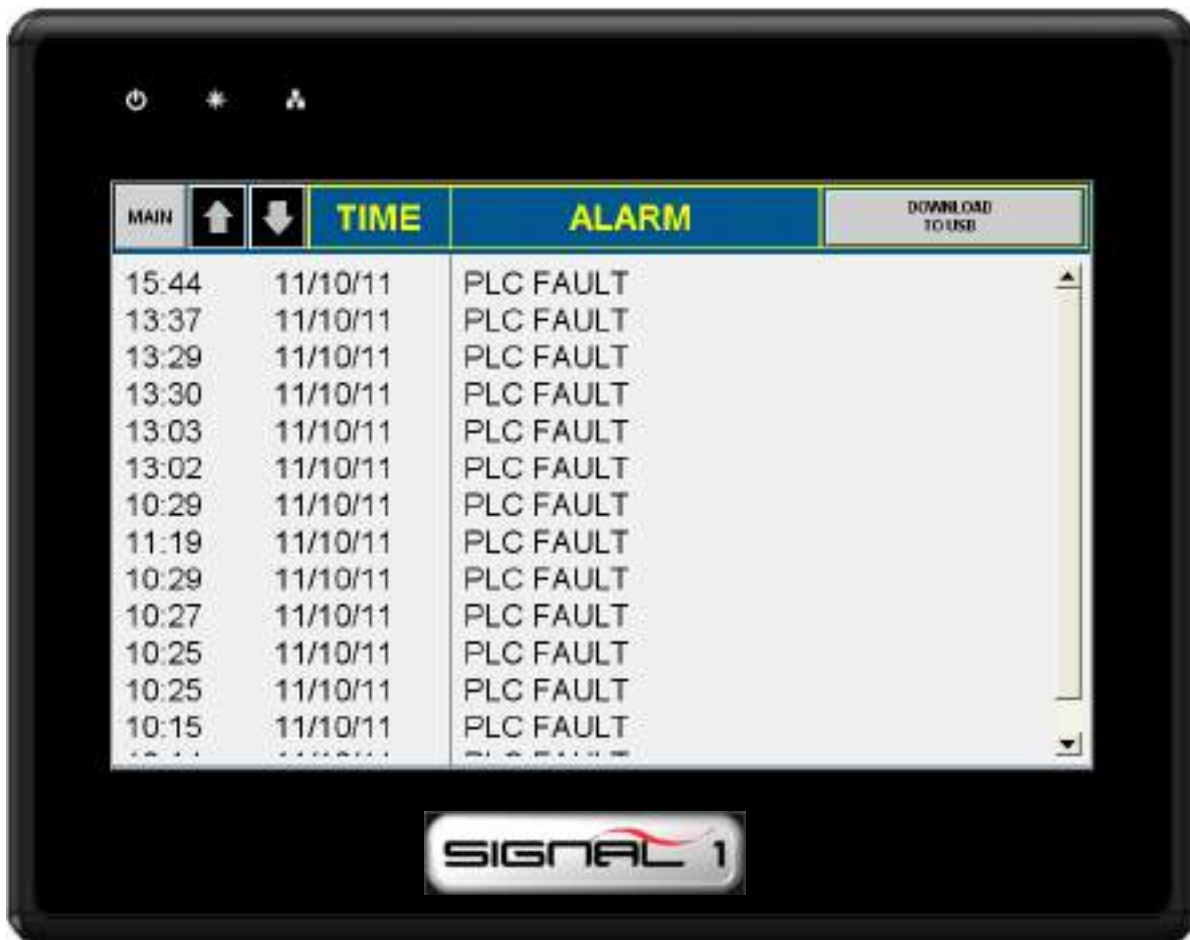 MAIN TIME ALARM DOWNLOAD
TO USB
15:44 11/10/11 PLC FAULT
13:37 11/10/11 PLC FAULT
13:29 11/10/11 PLC FAULT
13:30 11/10/11 PLC FAULT
13:03 11/10/11 PLC FAULT
13:02 11/10/11 PLC FAULT
10:29 11/10/11 PLC FAULT
11:19 11/10/11 PLC FAULT
10:29 11/10/11 PLC FAULT
10:27 11/10/11 PLC FAULT
10:25 11/10/11 PLC FAULT
10:25 11/10/11 PLC FAULT
10:15 11/10/11 PLC FAULT
SIGNAL 1